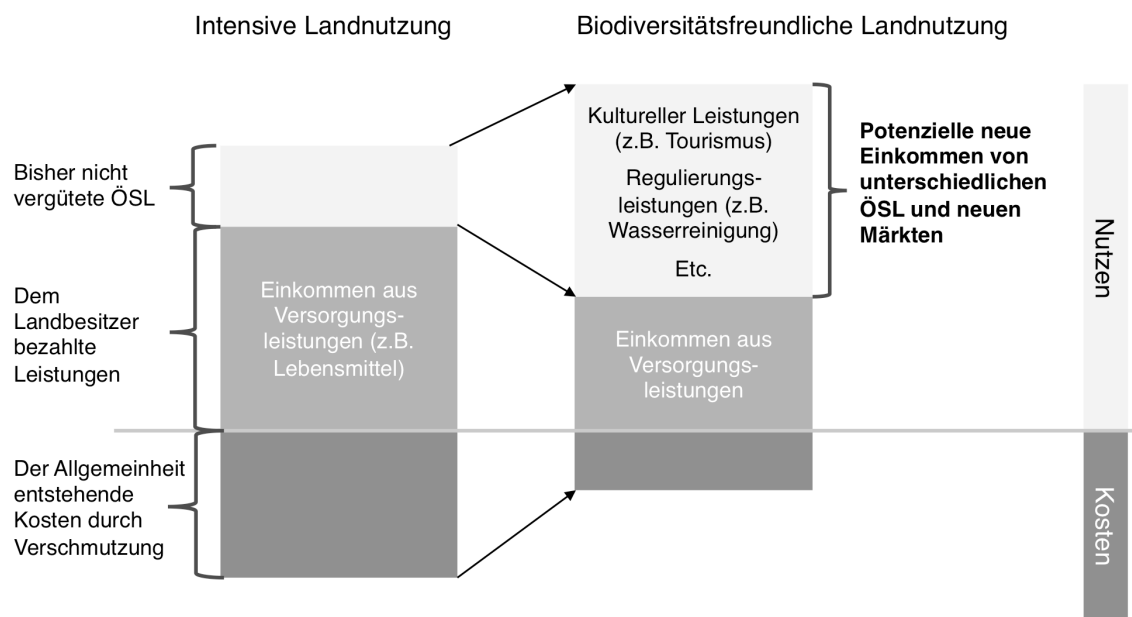 Intensive Landnutzung
Biodiversitätsfreundliche Landnutzung
Bisher nicht
vergütete ÖSL
Dem
Landbesitzer
bezahlte
Leistungen
Der Allgemeinheit
entstehende
Kosten durch
Verschmutzung
Einkommen aus
Versorgungs-
leistungen (z.B.
Lebensmittel)
Kultureller Leistungen
(z.B. Tourismus)
Regulierungs-
leistungen (z.B.
Wasserreinigung)
Etc.
Einkommen aus
Versorgungs-
leistungen
Potenzielle neue
Einkommen von
unterschiedlichen
ÖSL und neuen
Märkten
Nutzen
Kosten